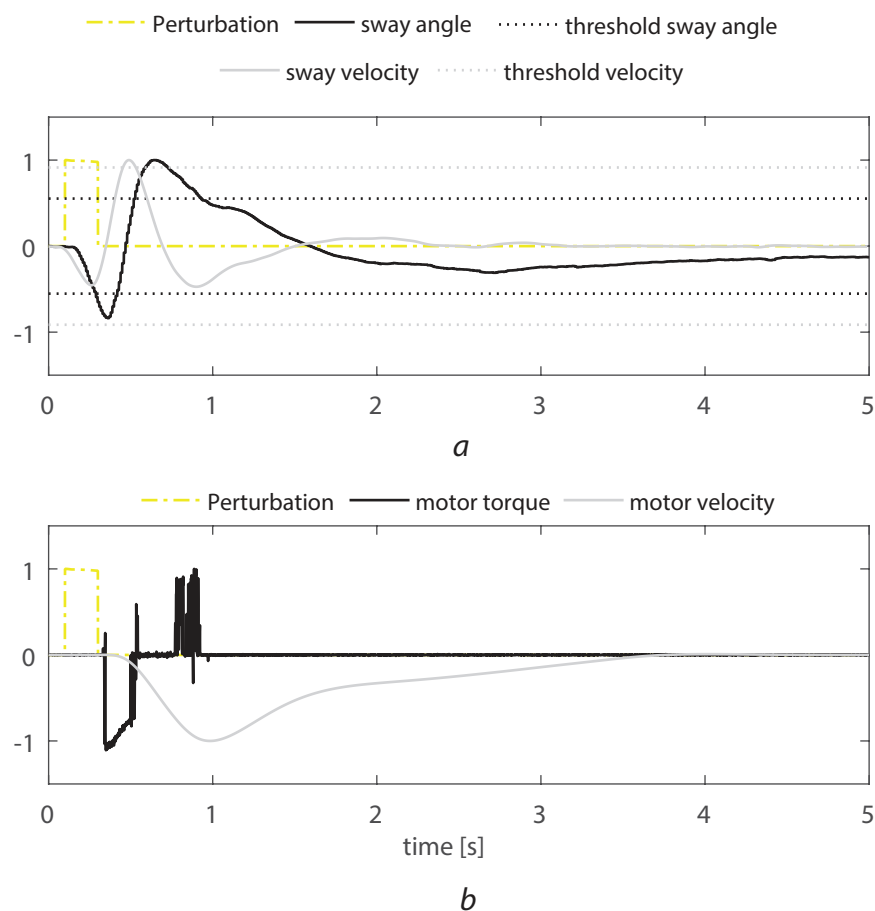 Perturbation sway angle threshold sway angle
sway velocity threshold velocity
1
0
-1
0 1 2 3 4 5
a
Perturbation motor torque motor velocity
1
0
-1
0 1 2 3 4 5
time [s]
b